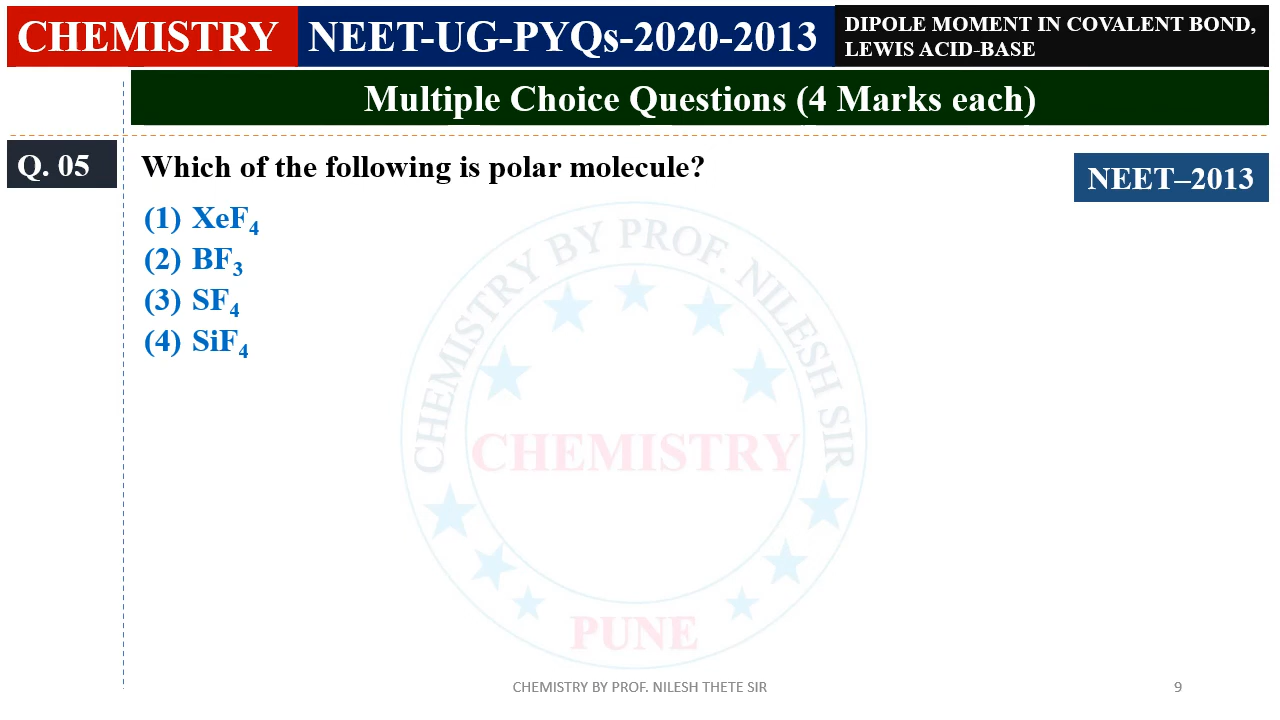 CHEMISTRY NEET-UG-PYQs-2020-2013 DIPOLE MOMENT IN COVALENT BOND,
LEWIS ACID-BASE
Multiple Choice Questions (4 Marks each)
Q. 05 Which of the following is polar molecule? NEET–2013
(1) XeF₄
(2) BF₃
(3) SF₄
(4) SiF₄
CHEMISTRY BY PROF. NILESH SIR
CHEMISTRY
PUNE
CHEMISTRY BY PROF. NILESH THETE SIR 9